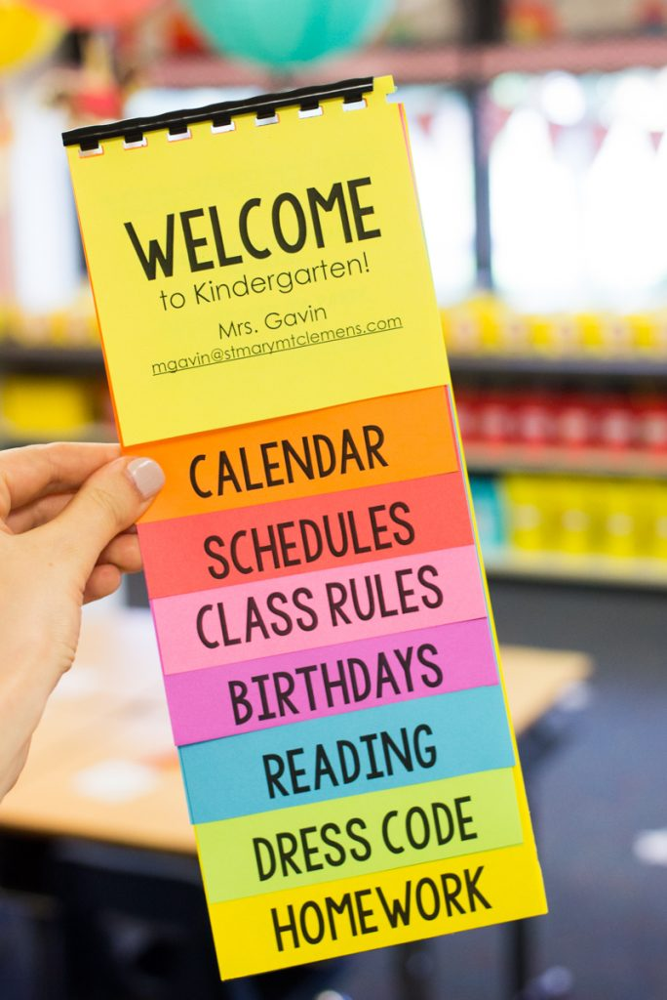 WELCOME
to Kindergarten!
Mrs. Gavin
mgavin@stmarymtclemens.com
CALENDAR
SCHEDULES
CLASS RULES
BIRTHDAYS
READING
DRESS CODE
HOMEWORK